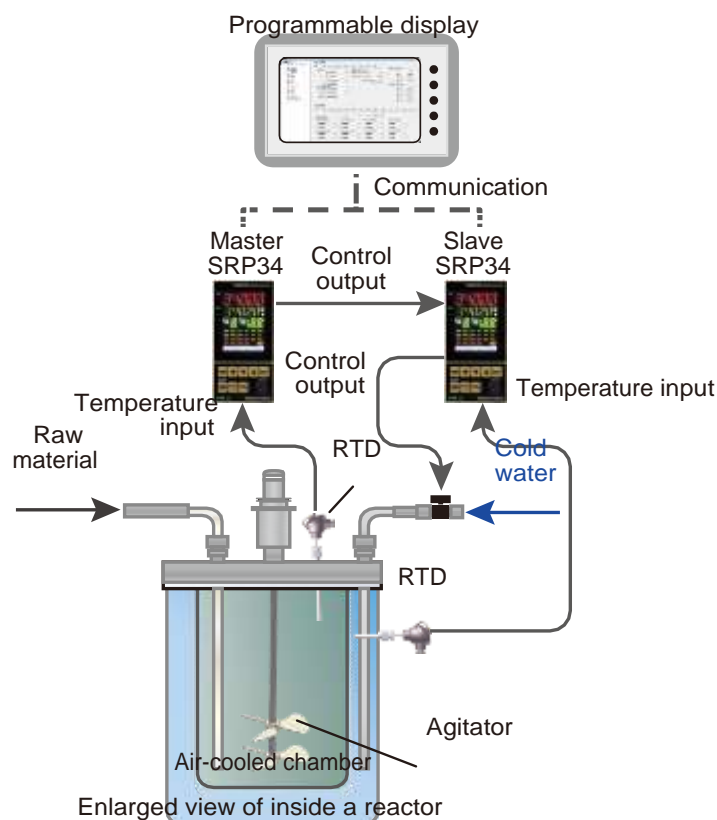 Programmable display
Communication
Master
SRP34
Control
output
Slave
SRP34
Control
output
Temperature
input
Temperature input
Raw
material
RTD
Cold
water
RTD
Agitator
Air-cooled chamber
Enlarged view of inside a reactor